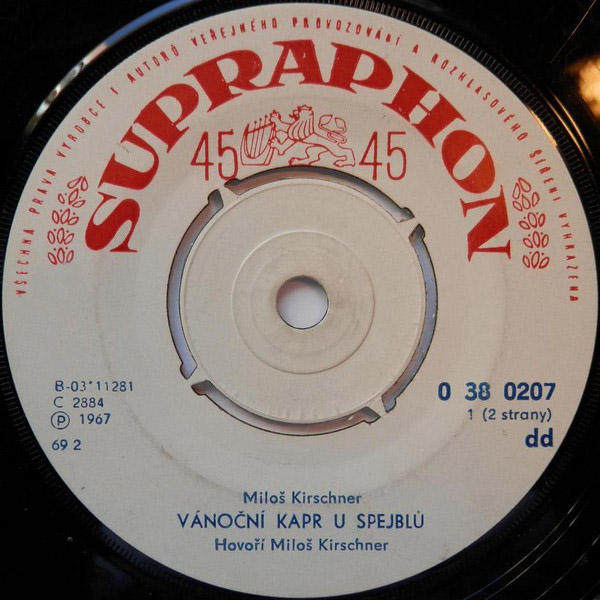 VŠECHNA PRÁVA VÝROBCE I AUTORŮ VEŘEJNÉHO PROVOZOVÁNÍ A ROZHLASOVÉHO ŠÍŘENÍ VYHRAZENA
SUPRAPHON
45 45
B-03*11281
C 2884
Ⓟ 1967
69 2
0 38 0207
1 (2 strany)
dd
Miloš Kirschner
VÁNOČNÍ KAPR U SPEJBLŮ
Hovoří Miloš Kirschner